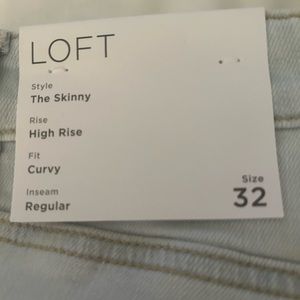 LOFT
Style
The Skinny
Rise
High Rise
Fit
Curvy
Inseam
Regular
Size
32